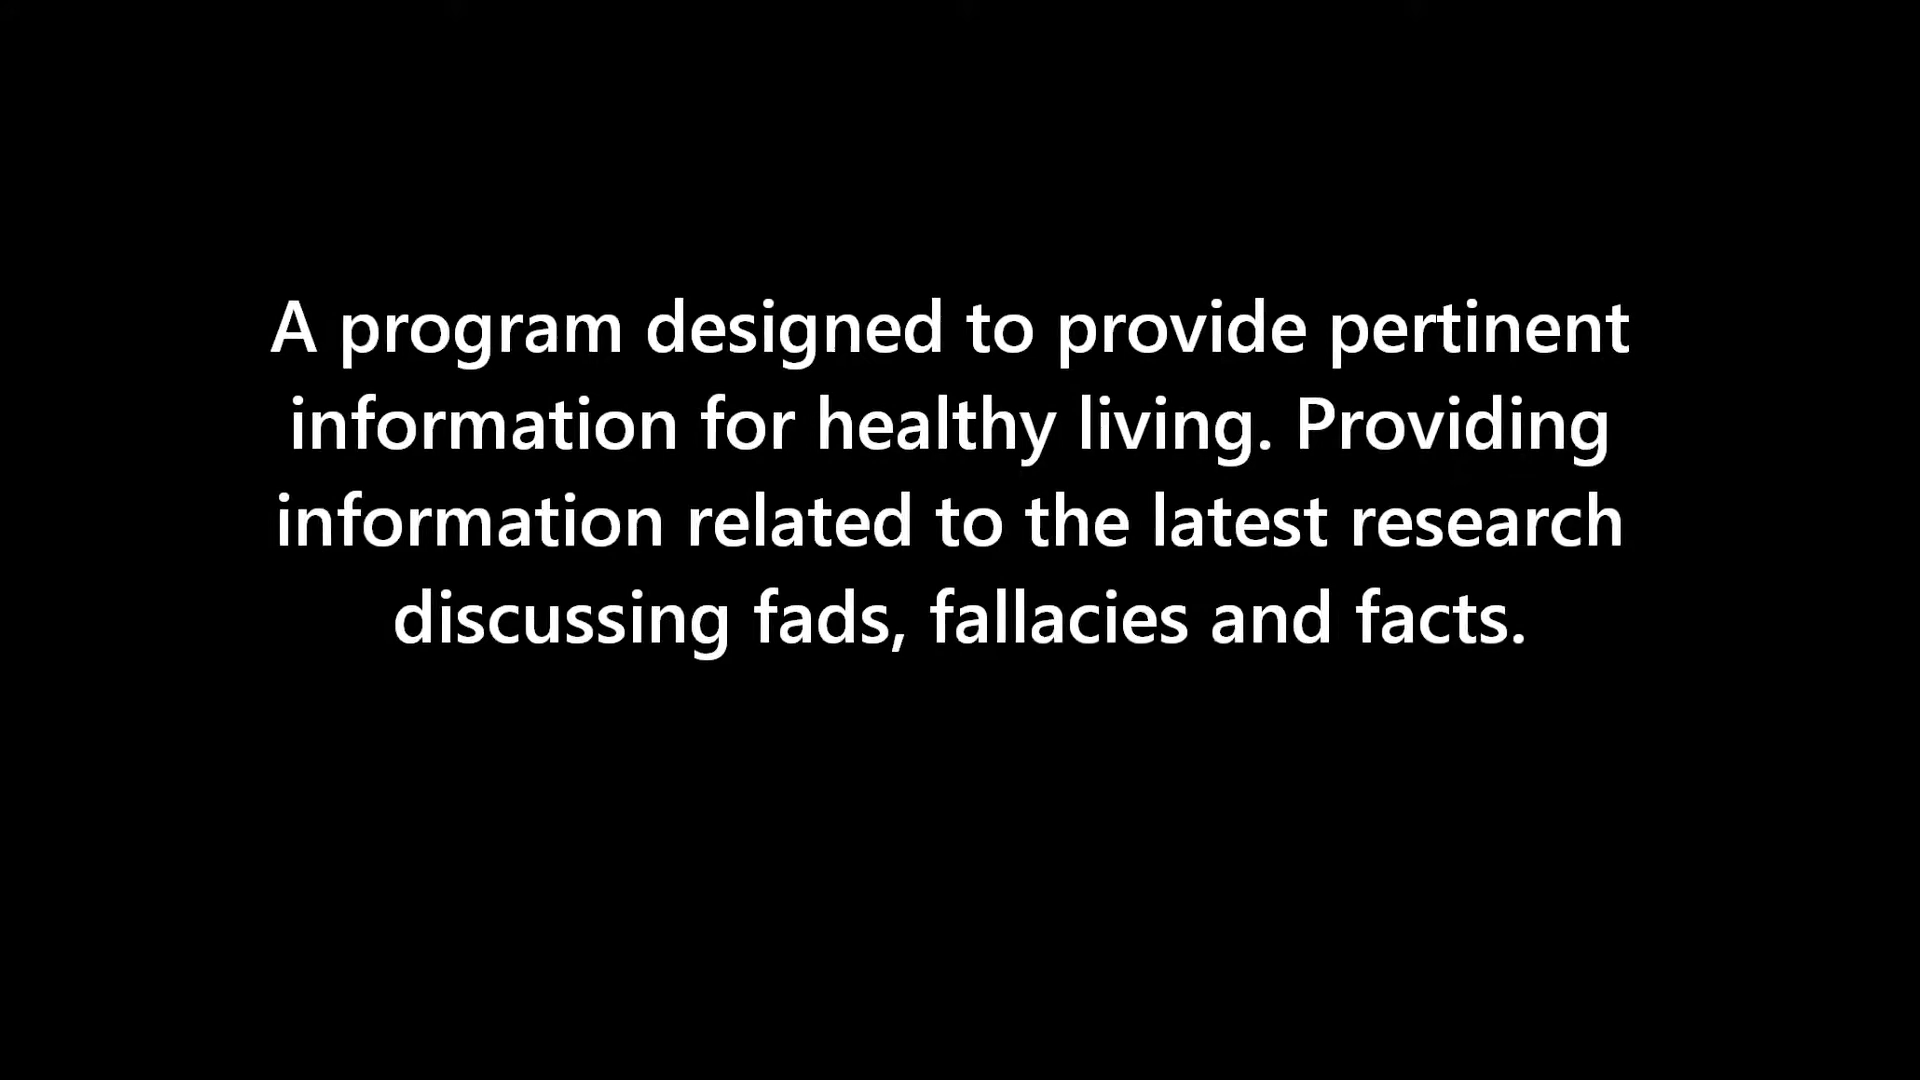 A program designed to provide pertinent
information for healthy living. Providing
information related to the latest research
discussing fads, fallacies and facts.